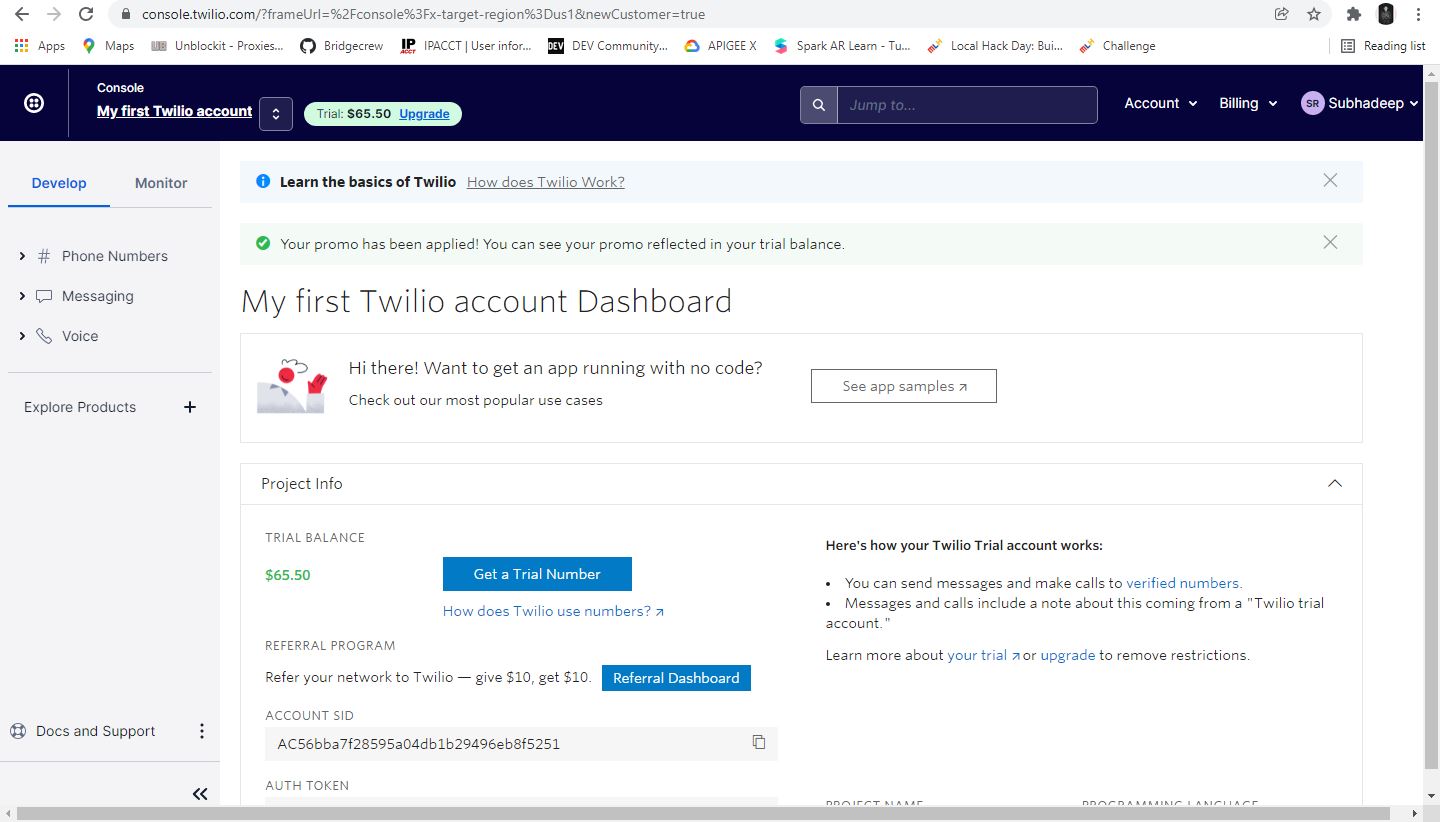 console.twilio.com/?frameUrl=%2Fconsole%3Fx-target-region%3Dus1&newCustomer=true
Apps Maps Unblockit - Proxies... Bridgecrew IP ACCT IPACCT | User infor... DEV DEV Community... APIGEE X Spark AR Learn - Tu... Local Hack Day: Bui... Challenge Reading list
Console
My first Twilio account Trial: $65.50 Upgrade Jump to... Account Billing SR Subhadeep
Develop Monitor
Phone Numbers
Messaging
Voice
Explore Products +
Docs and Support
Learn the basics of Twilio How does Twilio Work?
Your promo has been applied! You can see your promo reflected in your trial balance.
My first Twilio account Dashboard
Hi there! Want to get an app running with no code?
Check out our most popular use cases
See app samples
Project Info
TRIAL BALANCE
$65.50 Get a Trial Number
How does Twilio use numbers?
REFERRAL PROGRAM
Refer your network to Twilio — give $10, get $10. Referral Dashboard
ACCOUNT SID
AC56bba7f28595a04db1b29496eb8f5251
AUTH TOKEN
Here's how your Twilio Trial account works:
• You can send messages and make calls to verified numbers.
• Messages and calls include a note about this coming from a "Twilio trial
account."
Learn more about your trial or upgrade to remove restrictions.
PROJECT NAME PROGRAMMING LANGUAGE